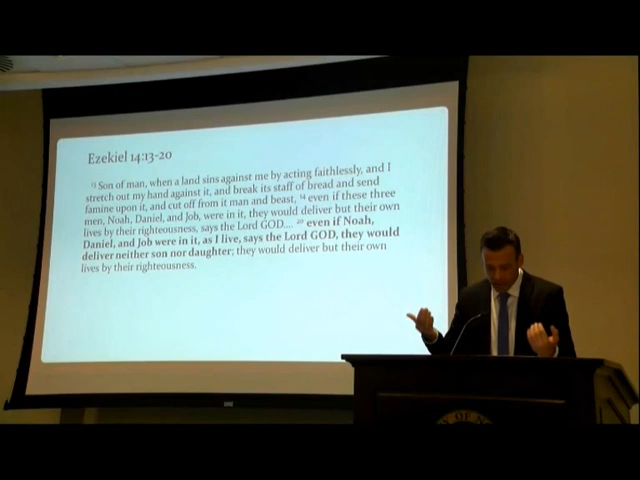 Ezekiel 14:13-20
¹³ Son of man, when a land sins against me by acting faithlessly, and I
stretch out my hand against it, and break its staff of bread and send
famine upon it, and cut off from it man and beast, ¹⁴ even if these three
men, Noah, Daniel, and Job, were in it, they would deliver but their own
lives by their righteousness, says the Lord GOD.... ²⁰ even if Noah,
Daniel, and Job were in it, as I live, says the Lord GOD, they would
deliver neither son nor daughter; they would deliver but their own
lives by their righteousness.
OF